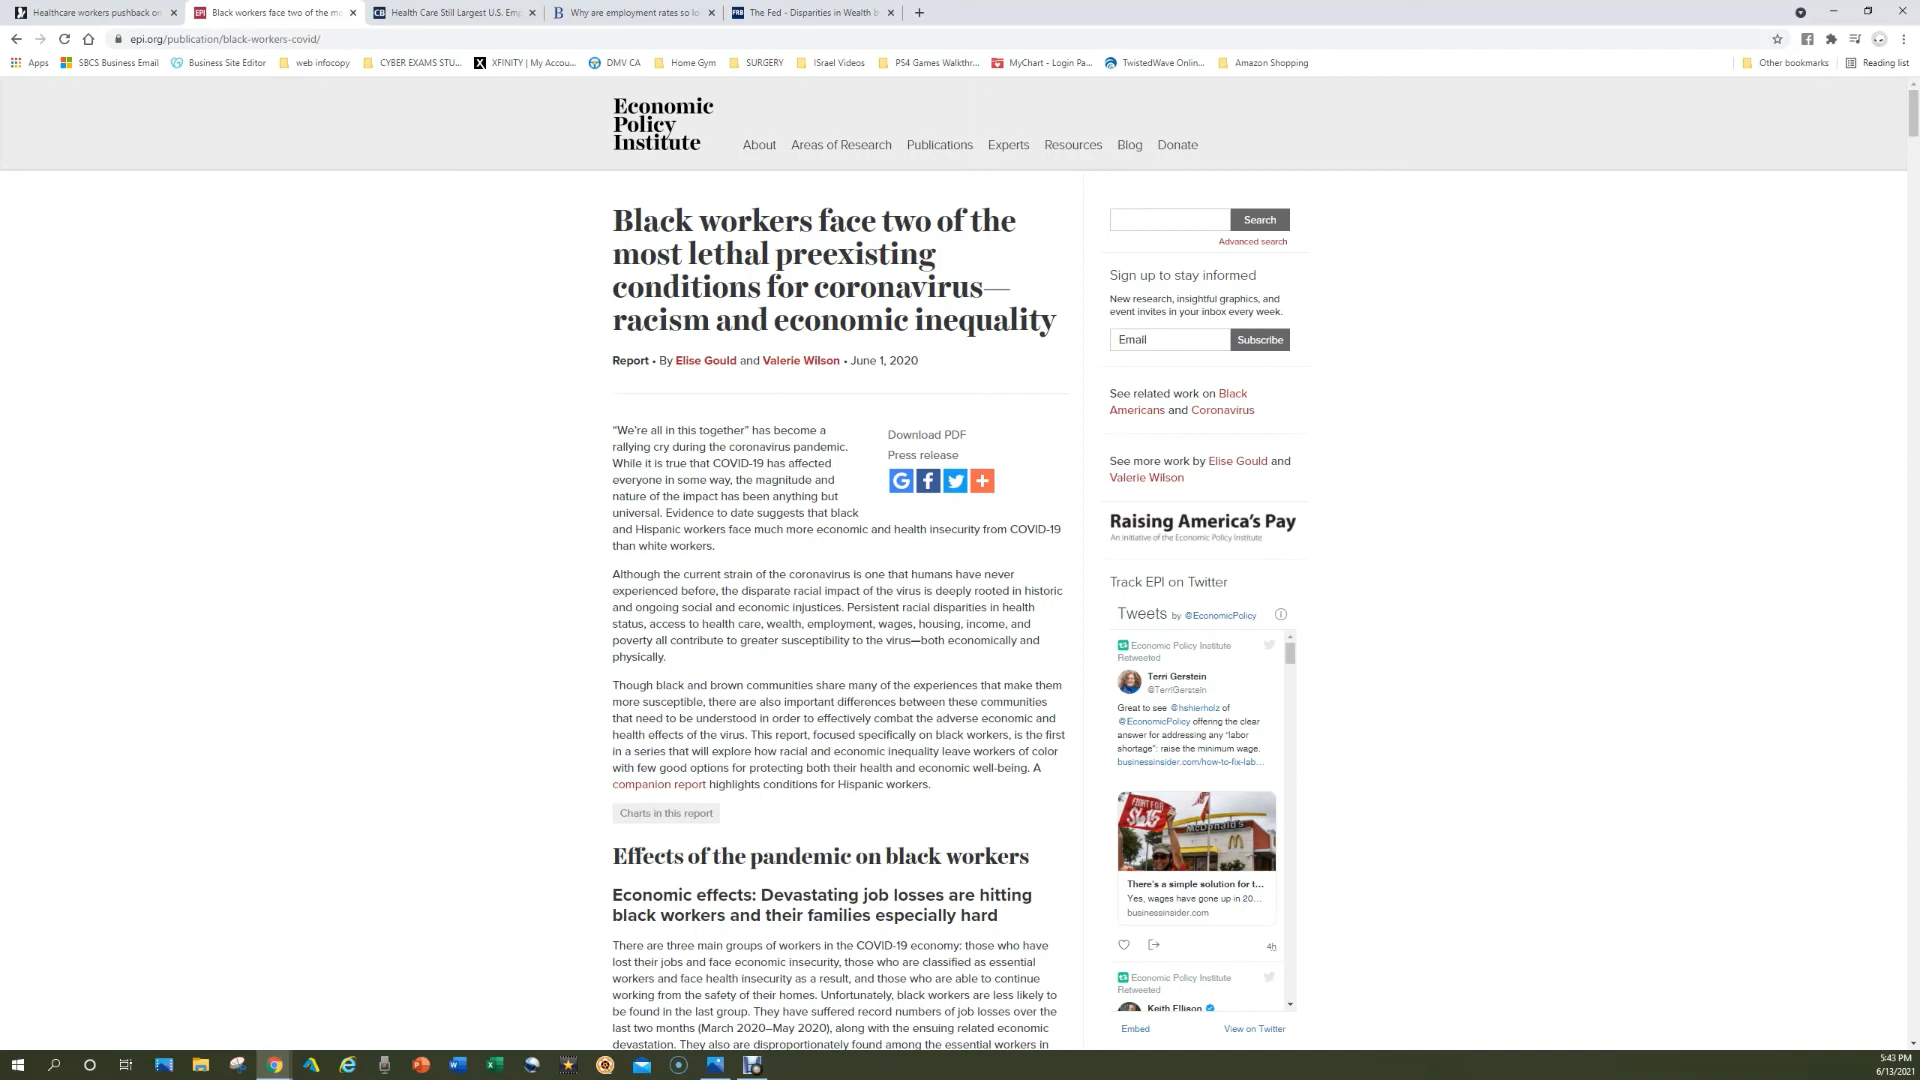 Healthcare workers pushback on
Black workers face two of the mo
Health Care Still Largest U.S. Emp
Why are employment rates so lo
The Fed - Disparities in Wealth b
epi.org/publication/black-workers-covid/
Apps
SBCS Business Email
Business Site Editor
web infocopy
CYBER EXAMS STU...
XFINITY | My Accou...
DMV CA
Home Gym
SURGERY
ISrael Videos
PS4 Games Walkthr...
MyChart - Login Pa...
TwistedWave Onlin...
Amazon Shopping
Other bookmarks
Reading list
Economic
Policy
Institute
About Areas of Research Publications Experts Resources Blog Donate
Black workers face two of the
most lethal preexisting
conditions for coronavirus—
racism and economic inequality
Report • By Elise Gould and Valerie Wilson • June 1, 2020
“We’re all in this together” has become a
rallying cry during the coronavirus pandemic.
While it is true that COVID-19 has affected
everyone in some way, the magnitude and
nature of the impact has been anything but
universal. Evidence to date suggests that black
and Hispanic workers face much more economic and health insecurity from COVID-19
than white workers.
Download PDF
Press release
Although the current strain of the coronavirus is one that humans have never
experienced before, the disparate racial impact of the virus is deeply rooted in historic
and ongoing social and economic injustices. Persistent racial disparities in health
status, access to health care, wealth, employment, wages, housing, income, and
poverty all contribute to greater susceptibility to the virus—both economically and
physically.
Though black and brown communities share many of the experiences that make them
more susceptible, there are also important differences between these communities
that need to be understood in order to effectively combat the adverse economic and
health effects of the virus. This report, focused specifically on black workers, is the first
in a series that will explore how racial and economic inequality leave workers of color
with few good options for protecting both their health and economic well-being. A
companion report highlights conditions for Hispanic workers.
Charts in this report
Effects of the pandemic on black workers
Economic effects: Devastating job losses are hitting
black workers and their families especially hard
There are three main groups of workers in the COVID-19 economy: those who have
lost their jobs and face economic insecurity, those who are classified as essential
workers and face health insecurity as a result, and those who are able to continue
working from the safety of their homes. Unfortunately, black workers are less likely to
be found in the last group. They have suffered record numbers of job losses over the
last two months (March 2020–May 2020), along with the ensuing related economic
devastation. They also are disproportionately found among the essential workers in
Search
Advanced search
Sign up to stay informed
New research, insightful graphics, and
event invites in your inbox every week.
Email
Subscribe
See related work on Black
Americans and Coronavirus
See more work by Elise Gould and
Valerie Wilson
Raising America’s Pay
An initiative of the Economic Policy Institute
Track EPI on Twitter
Tweets by @EconomicPolicy
Economic Policy Institute
Retweeted
Terri Gerstein
@TerriGerstein
Great to see @hshierholz of
@EconomicPolicy offering the clear
answer for addressing any “labor
shortage”: raise the minimum wage.
businessinsider.com/how-to-fix-lab...
FIGHT FOR
$15
McDonald's
There’s a simple solution for t...
Yes, wages have gone up in 20...
businessinsider.com
4h
Economic Policy Institute
Retweeted
Keith Ellison
Embed
View on Twitter
5:43 PM
6/13/2021